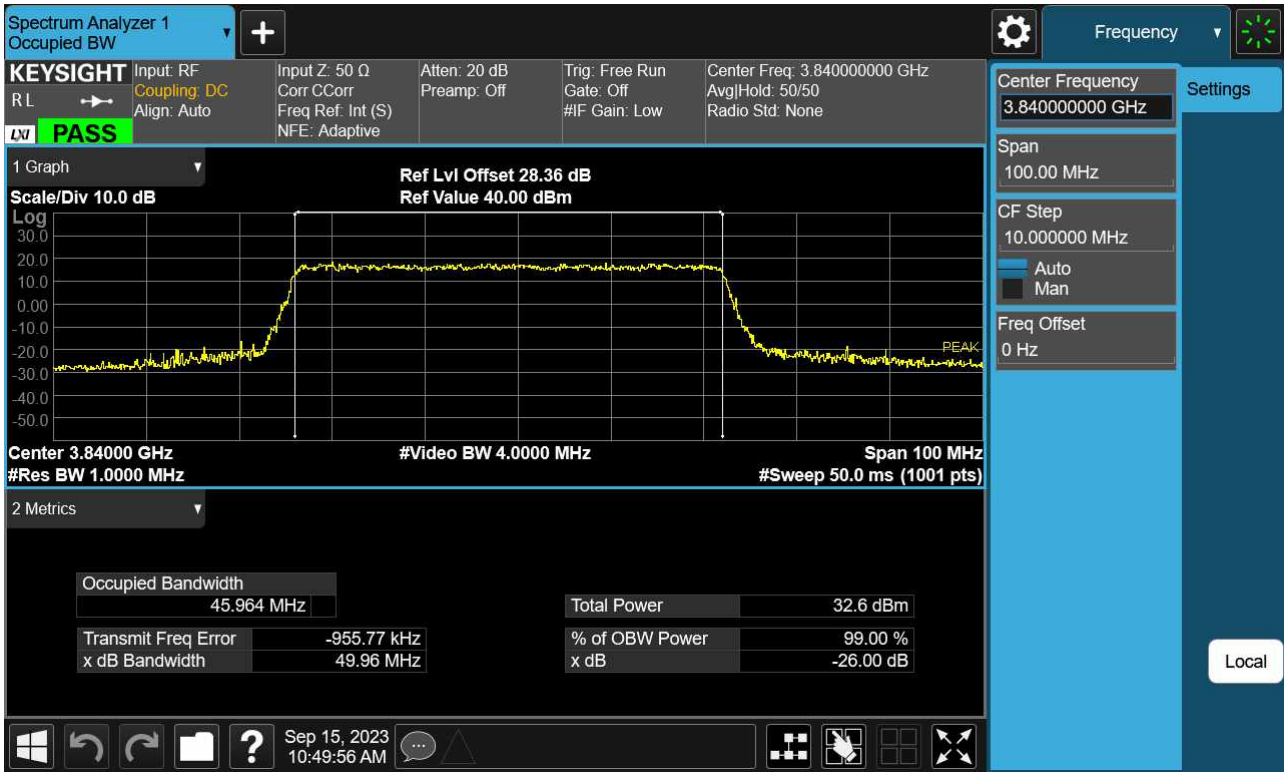 Spectrum Analyzer 1
Occupied BW
Frequency
KEYSIGHT
RL
LXI
PASS
Input: RF
Coupling: DC
Align: Auto
Input Z: 50 Ω
Corr CCorr
Freq Ref: Int (S)
NFE: Adaptive
Atten: 20 dB
Preamp: Off
Trig: Free Run
Gate: Off
#IF Gain: Low
Center Freq: 3.840000000 GHz
Avg|Hold: 50/50
Radio Std: None
Center Frequency
3.840000000 GHz
Settings
Span
100.00 MHz
CF Step
10.000000 MHz
Auto
Man
Freq Offset
0 Hz
Local
1 Graph
Scale/Div 10.0 dB
Ref Lvl Offset 28.36 dB
Ref Value 40.00 dBm
Log
30.0
20.0
10.0
0.00
-10.0
-20.0
-30.0
-40.0
-50.0
PEAK
Center 3.84000 GHz
#Video BW 4.0000 MHz
Span 100 MHz
#Res BW 1.0000 MHz
#Sweep 50.0 ms (1001 pts)
2 Metrics
Occupied Bandwidth
45.964 MHz
Total Power 32.6 dBm
Transmit Freq Error -955.77 kHz
% of OBW Power 99.00 %
x dB Bandwidth 49.96 MHz
x dB -26.00 dB
Sep 15, 2023
10:49:56 AM